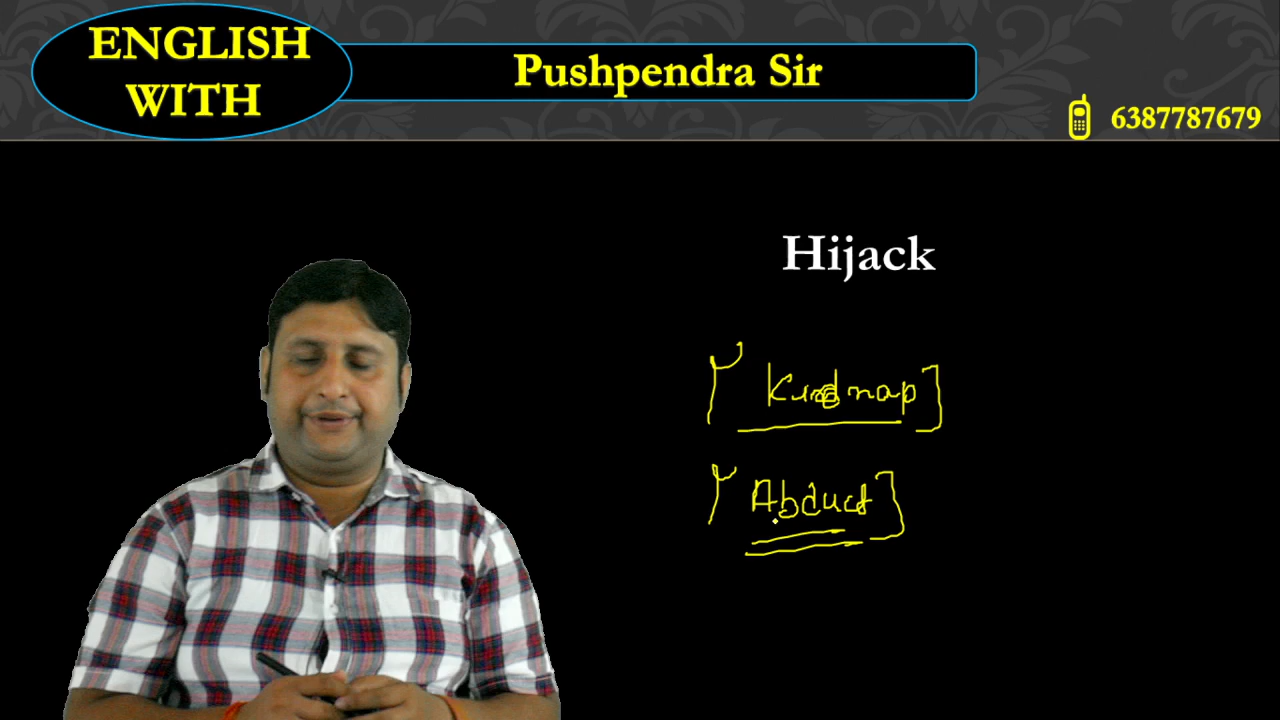 ENGLISH
WITH
Pushpendra Sir
6387787679
Hijack
Kidnap
Abduct